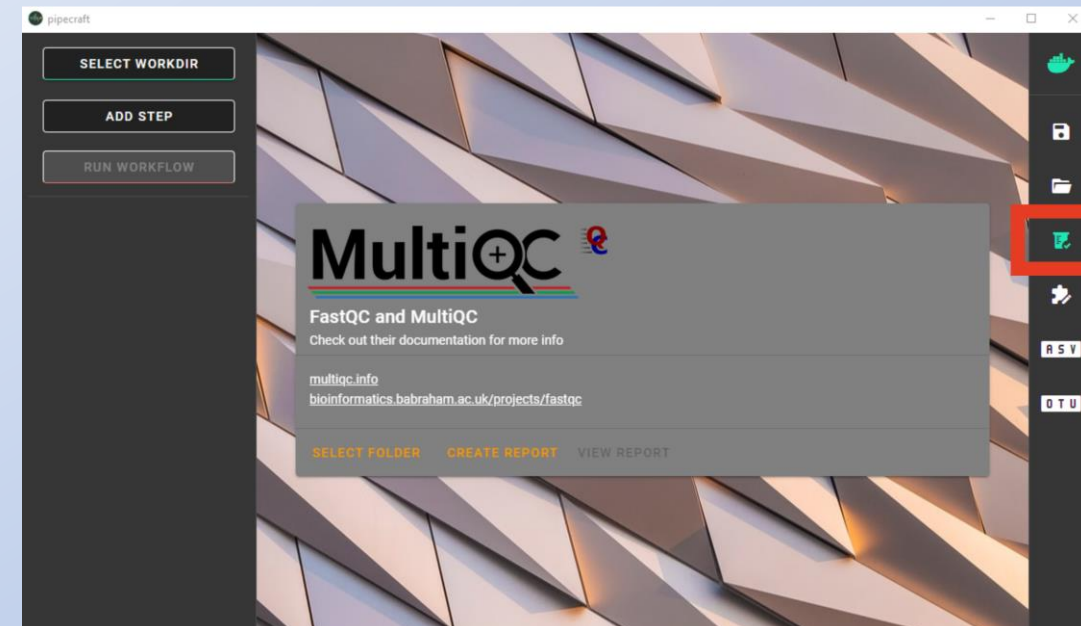 pipecraft
SELECT WORKDIR
ADD STEP
RUN WORKFLOW
MultiQC
FastQC and MultiQC
Check out their documentation for more info
multiqc.info
bioinformatics.babraham.ac.uk/projects/fastqc
SELECT FOLDER CREATE REPORT VIEW REPORT
ASV
OTU